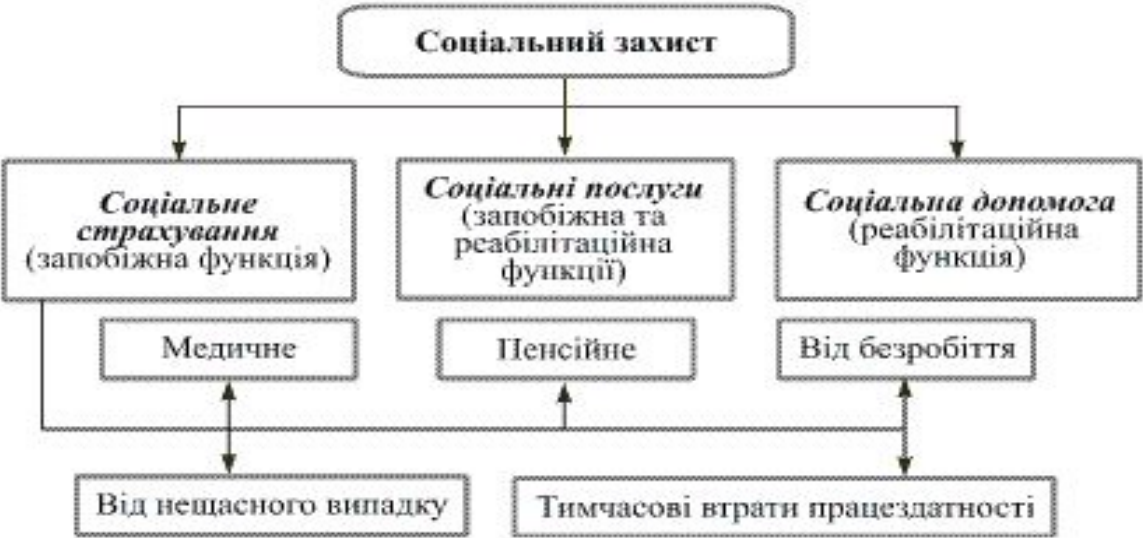 Соціальний захист
Соціальне
страхування
(запобіжна функція)
Соціальні послуги
(запобіжна та
реабілітаційна
функції)
Соціальна допомога
(реабілітаційна
функція)
Медичне
Пенсійне
Від безробіття
Від нещасного випадку
Тимчасові втрати працездатності